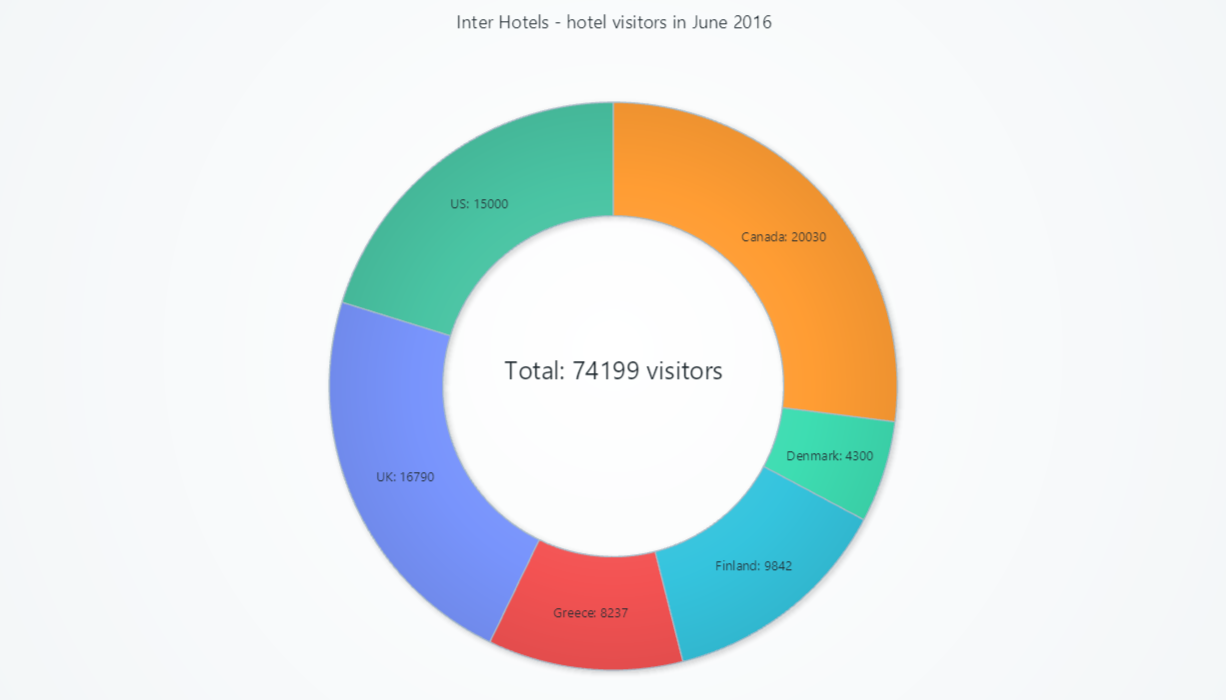 Inter Hotels - hotel visitors in June 2016
US: 15000
Canada: 20030
Total: 74199 visitors
Denmark: 4300
UK: 16790
Finland: 9842
Greece: 8237